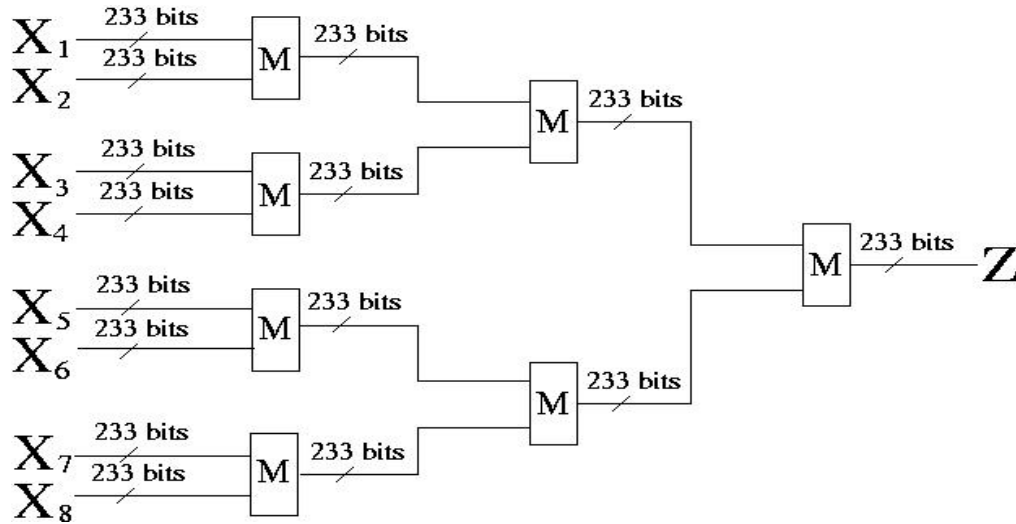 X1 233 bits
X2 233 bits
M 233 bits
X3 233 bits
X4 233 bits
M 233 bits
M 233 bits
X5 233 bits
X6 233 bits
M 233 bits
X7 233 bits
X8 233 bits
M 233 bits
M 233 bits
M 233 bits Z